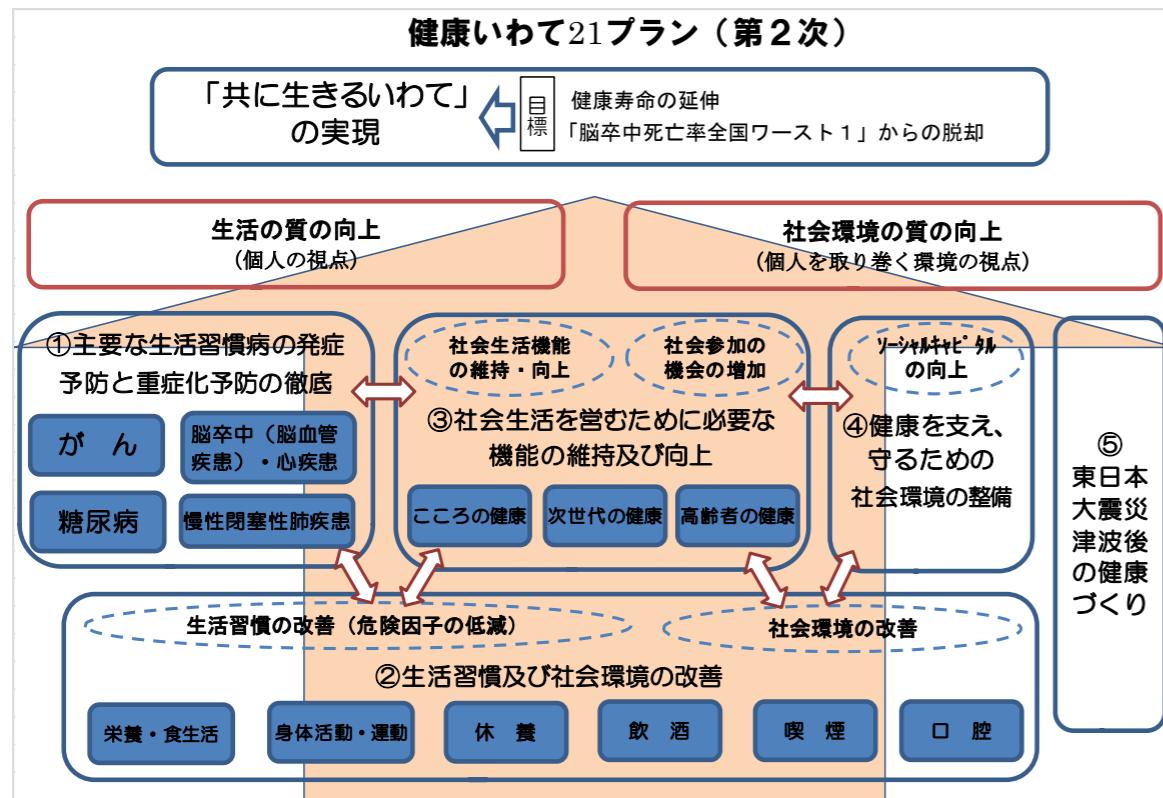 健康いわて21プラン（第２次）
「共に生きるいわて」
の実現
目標
健康寿命の延伸
「脳卒中死亡率全国ワースト１」からの脱却
生活の質の向上
（個人の視点）
社会環境の質の向上
（個人を取り巻く環境の視点）
①主要な生活習慣病の発症
予防と重症化予防の徹底
がん
脳卒中（脳血管
疾患）・心疾患
糖尿病
慢性閉塞性肺疾患
社会生活機能
の維持・向上
社会参加の
機会の増加
③社会生活を営むために必要な
機能の維持及び向上
こころの健康
次世代の健康
高齢者の健康
ｿｰｼｬﾙｷｬﾋﾟﾀﾙ
の向上
④健康を支え、
守るための
社会環境の整備
⑤
東日本
大震災
津波後
の健康
づくり
生活習慣の改善（危険因子の低減）
社会環境の改善
②生活習慣及び社会環境の改善
栄養・食生活
身体活動・運動
休　養
飲　酒
喫　煙
口　腔